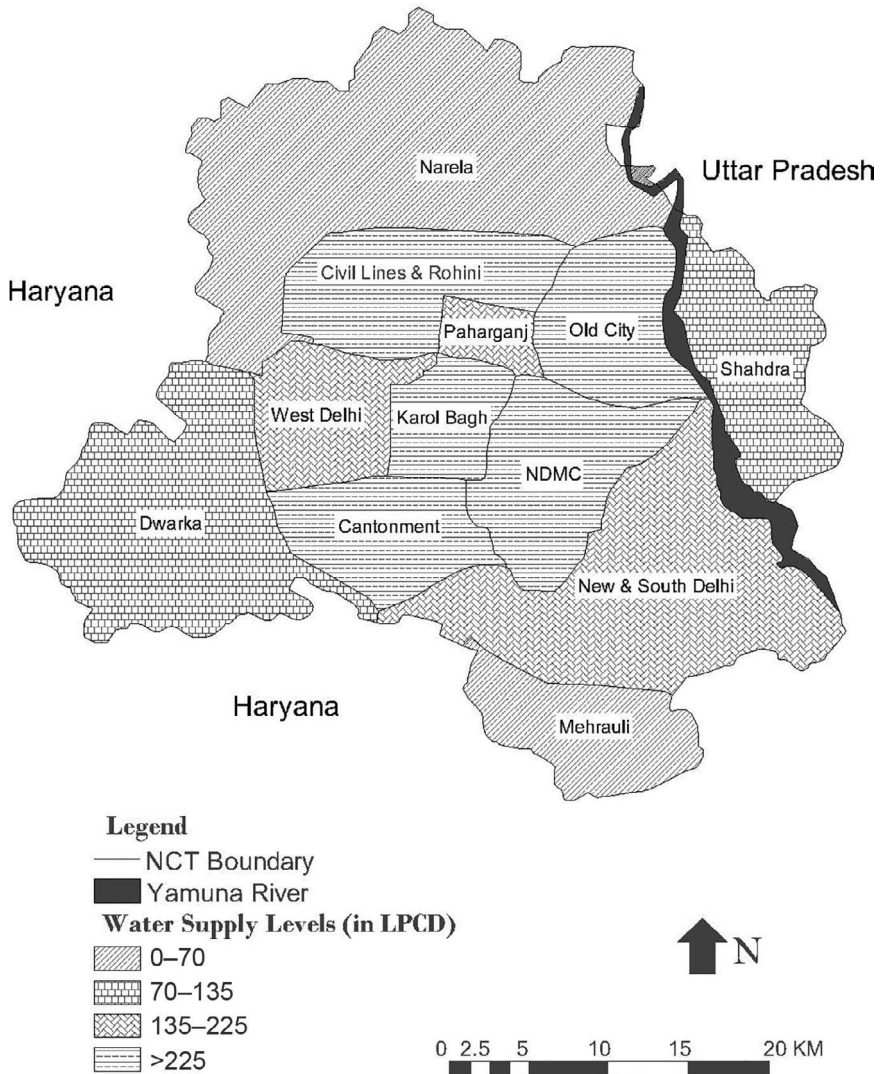 Narela
Uttar Pradesh
Civil Lines & Rohini
Haryana
Paharganj
Old City
Shahdra
West Delhi
Karol Bagh
NDMC
Dwarka
Cantonment
New & South Delhi
Haryana
Mehrauli
Legend
NCT Boundary
Yamuna River
Water Supply Levels (in LPCD)
0–70
70–135
135–225
>225
N
0 2.5 5 10 15 20 KM